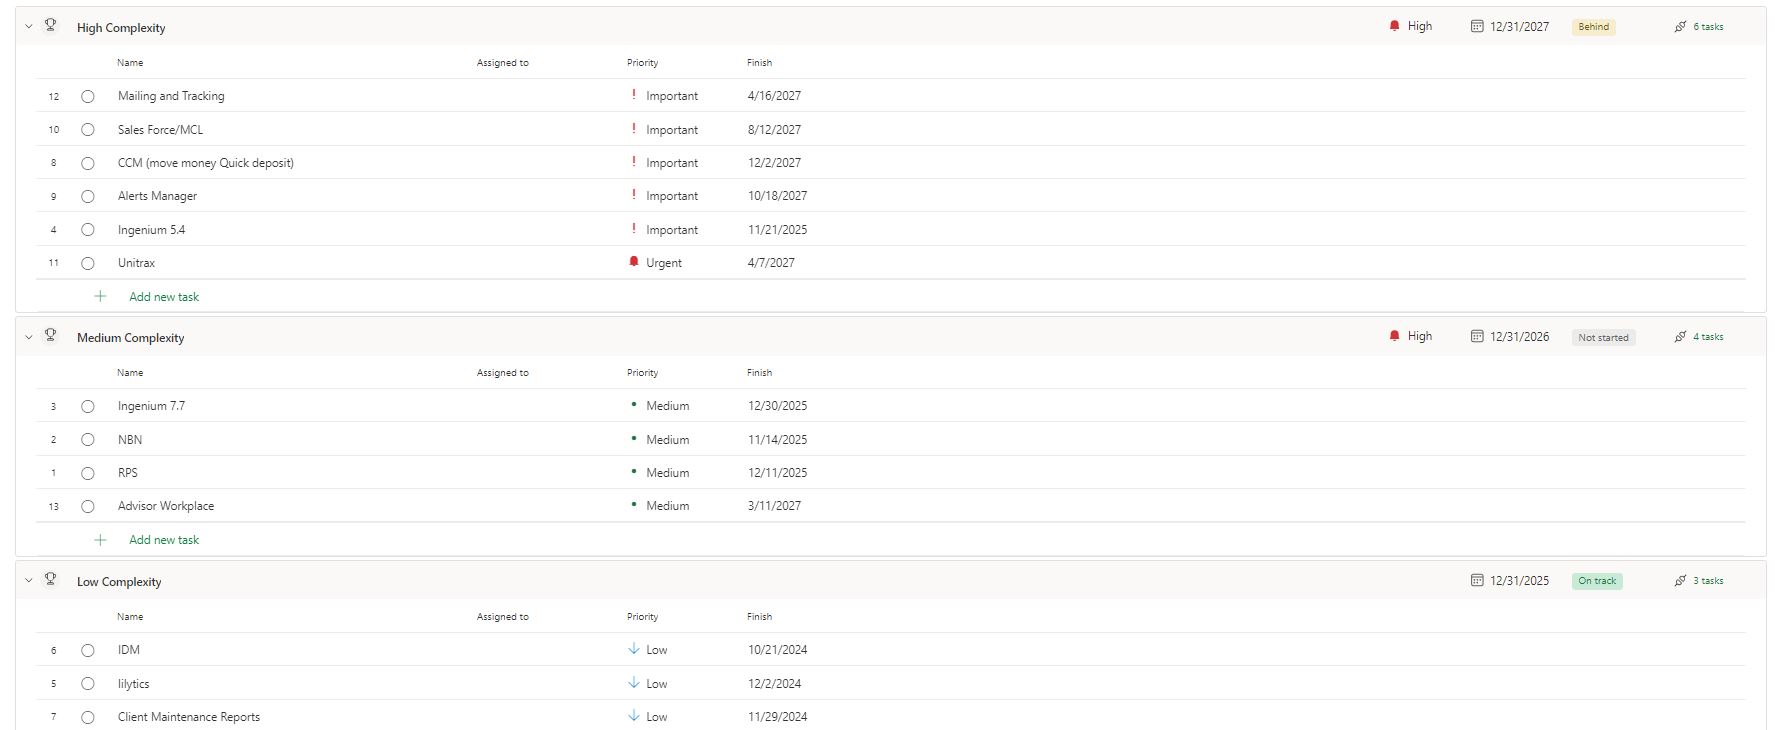 High Complexity High 12/31/2027 Behind 6 tasks
Name Assigned to Priority Finish
12 Mailing and Tracking ! Important 4/16/2027
10 Sales Force/MCL ! Important 8/12/2027
8 CCM (move money Quick deposit) ! Important 12/2/2027
9 Alerts Manager ! Important 10/18/2027
4 Ingenium 5.4 ! Important 11/21/2025
11 Unitrax Urgent 4/7/2027
+ Add new task
Medium Complexity High 12/31/2026 Not started 4 tasks
Name Assigned to Priority Finish
3 Ingenium 7.7 Medium 12/30/2025
2 NBN Medium 11/14/2025
1 RPS Medium 12/11/2025
13 Advisor Workplace Medium 3/11/2027
+ Add new task
Low Complexity 12/31/2025 On track 3 tasks
Name Assigned to Priority Finish
6 IDM Low 10/21/2024
5 lilytics Low 12/2/2024
7 Client Maintenance Reports Low 11/29/2024